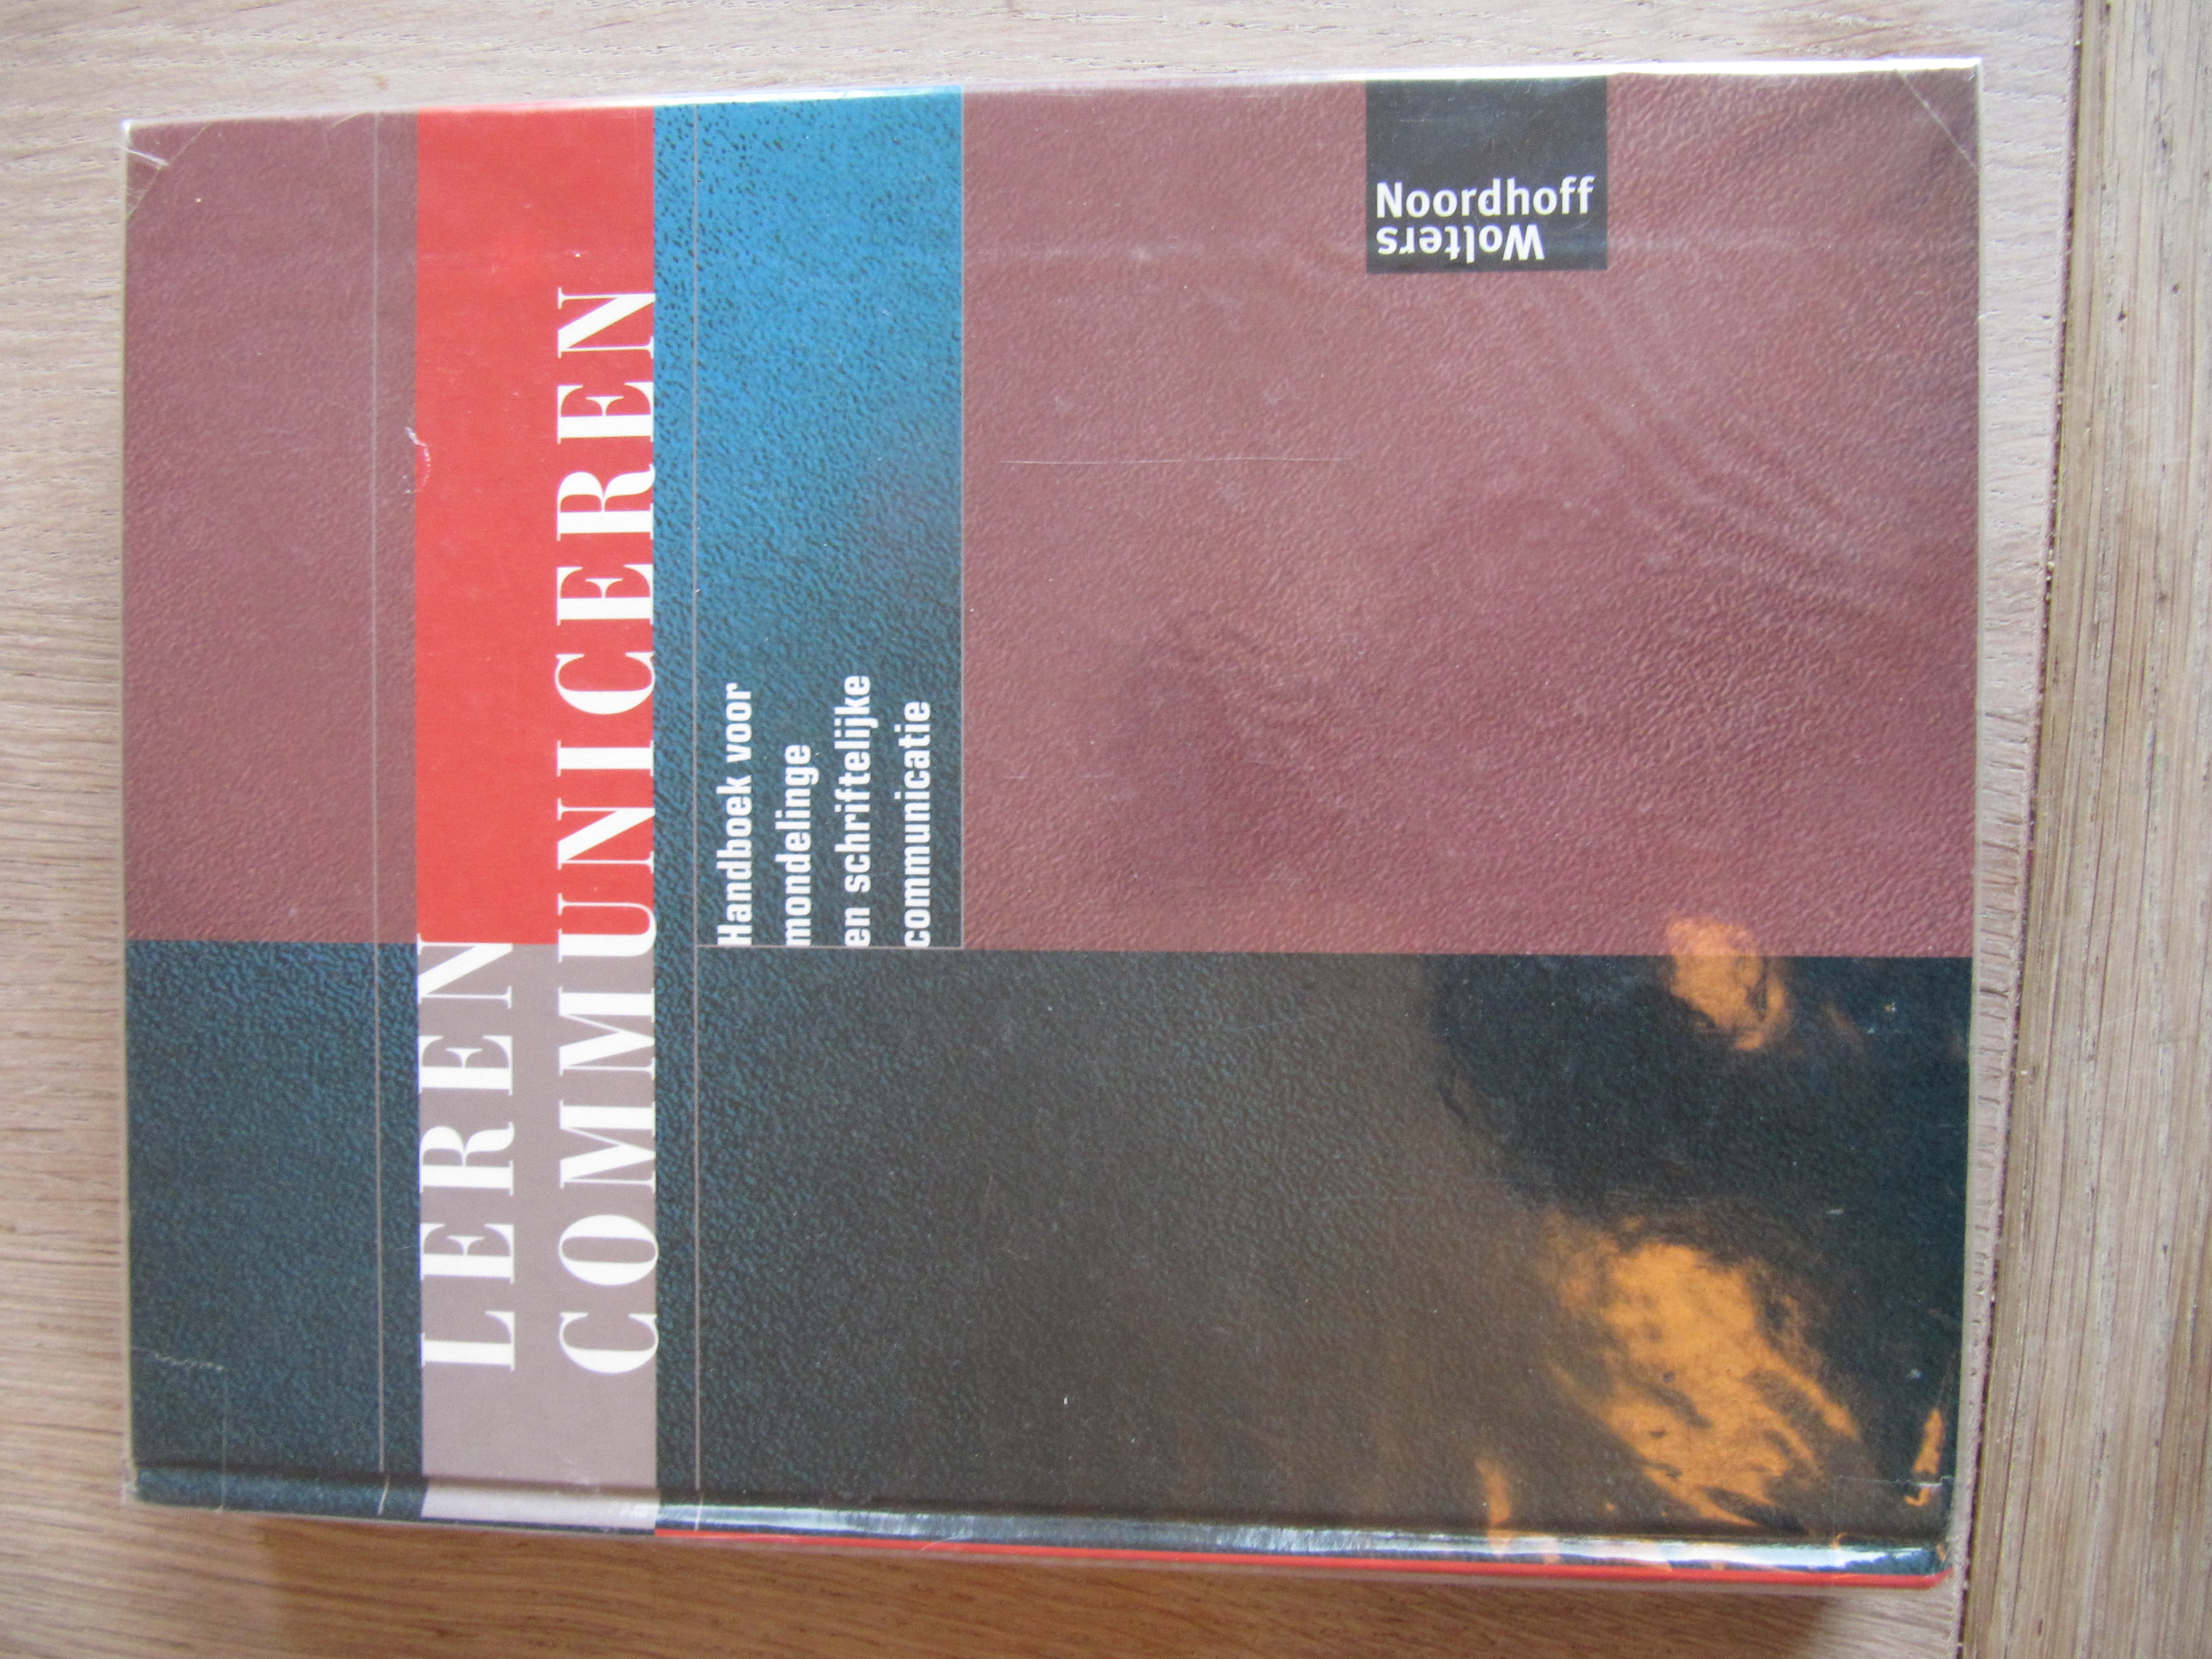 LEREN
COMMUNICEREN
Handboek voor
mondelinge
en schriftelijke
communicatie
Wolters
Noordhoff